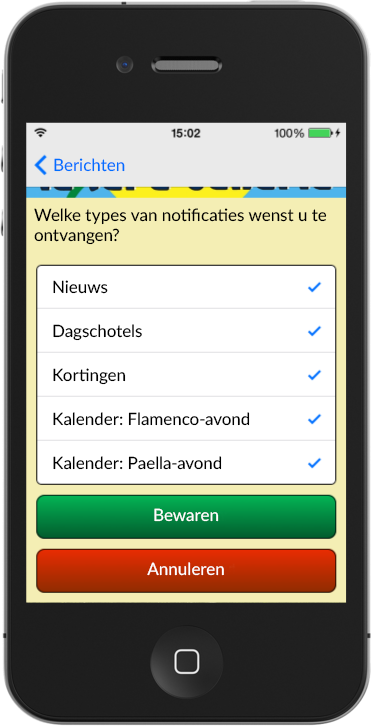 15:02 100%
Berichten
Welke types van notificaties wenst u te
ontvangen?
Nieuws
Dagschotels
Kortingen
Kalender: Flamenco-avond
Kalender: Paella-avond
Bewaren
Annuleren